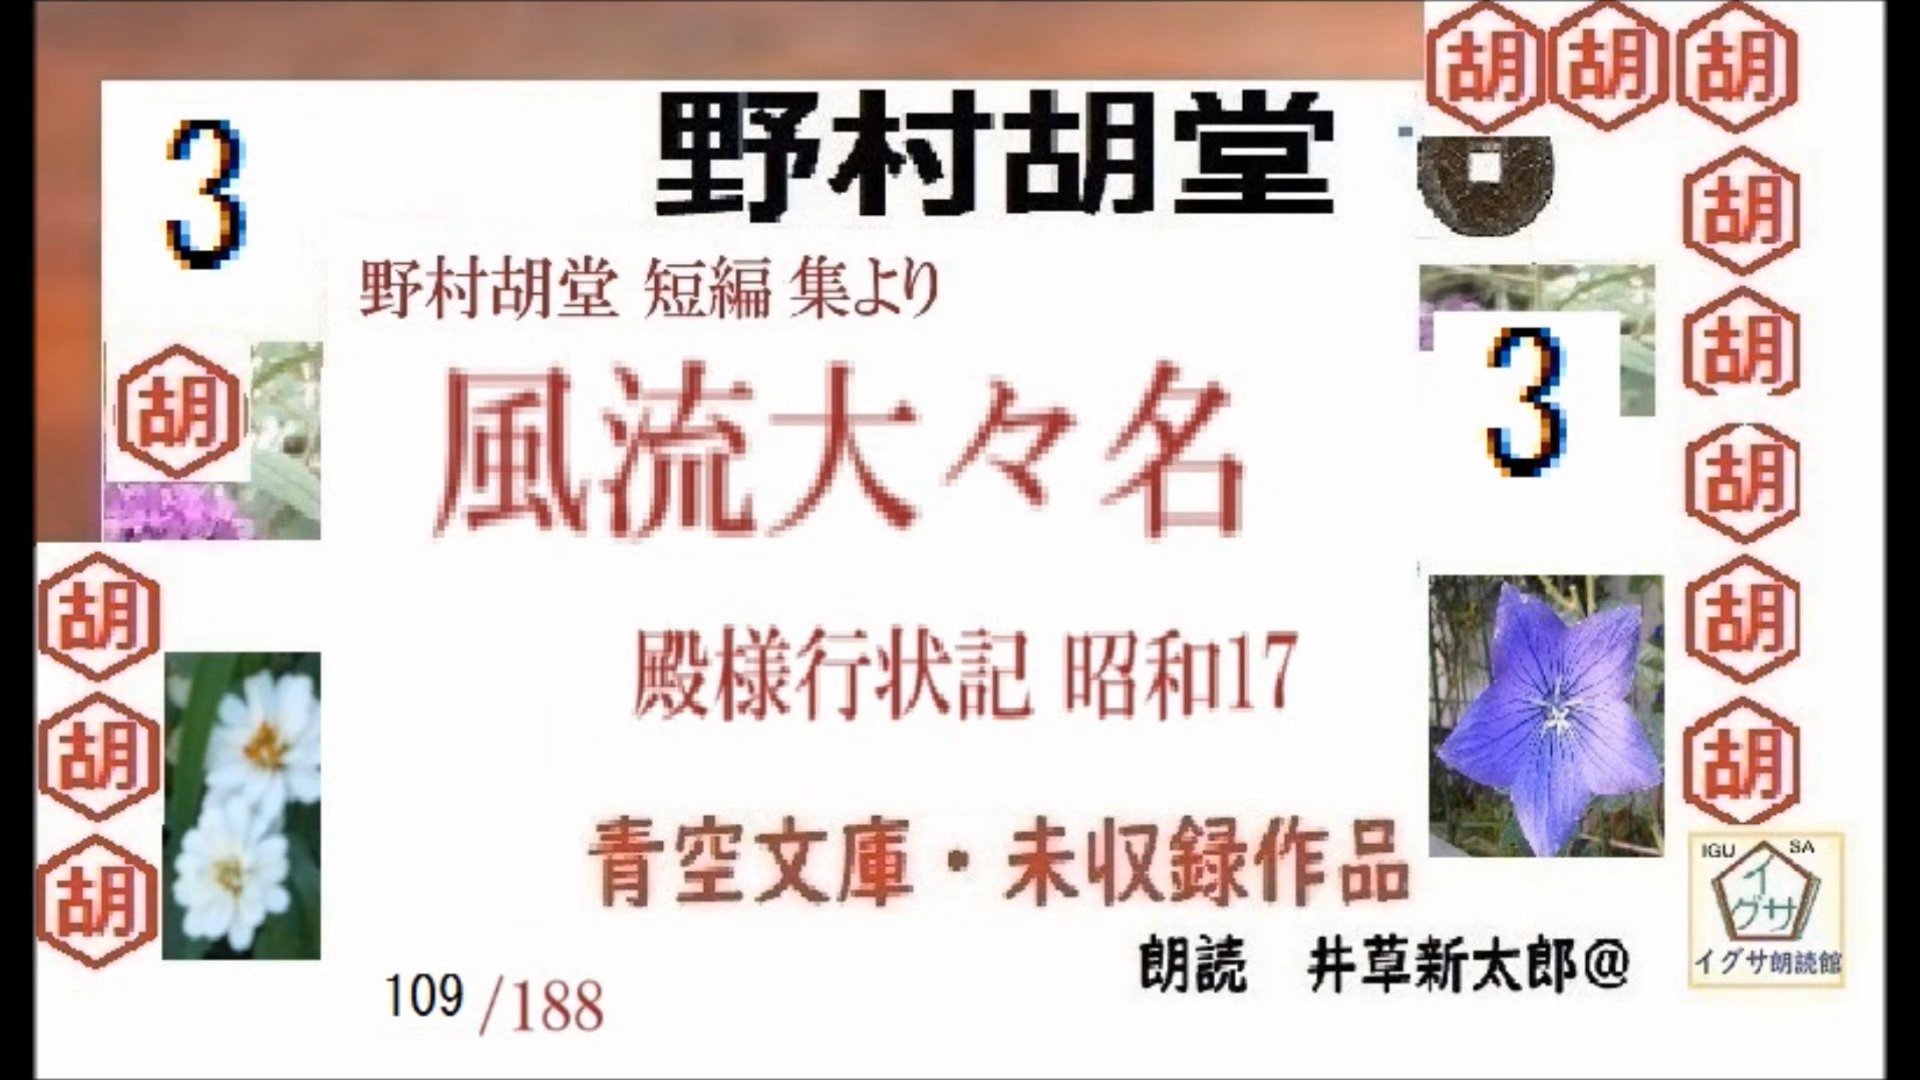 胡 胡 胡
3
野村胡堂
胡
野村胡堂 短編 集より
3
胡
胡
風流大々名
胡
胡
殿様行状記 昭和17
胡
胡
胡
青空文庫・未収録作品
胡
IGU SA
イグサ
イグサ朗読館
朗読 井草新太郎@
109 /188